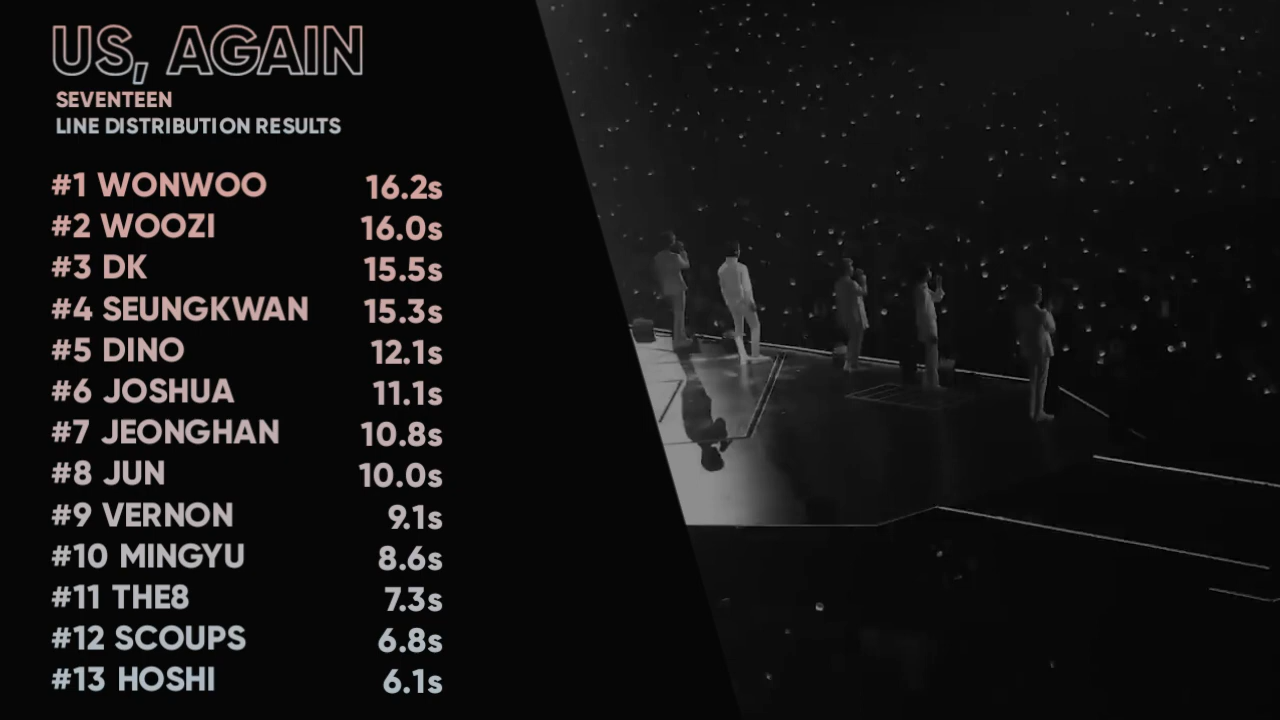 US, AGAIN
SEVENTEEN
LINE DISTRIBUTION RESULTS
#1 WONWOO 16.2s
#2 WOOZI 16.0s
#3 DK 15.5s
#4 SEUNGKWAN 15.3s
#5 DINO 12.1s
#6 JOSHUA 11.1s
#7 JEONGHAN 10.8s
#8 JUN 10.0s
#9 VERNON 9.1s
#10 MINGYU 8.6s
#11 THE8 7.3s
#12 SCOUPS 6.8s
#13 HOSHI 6.1s